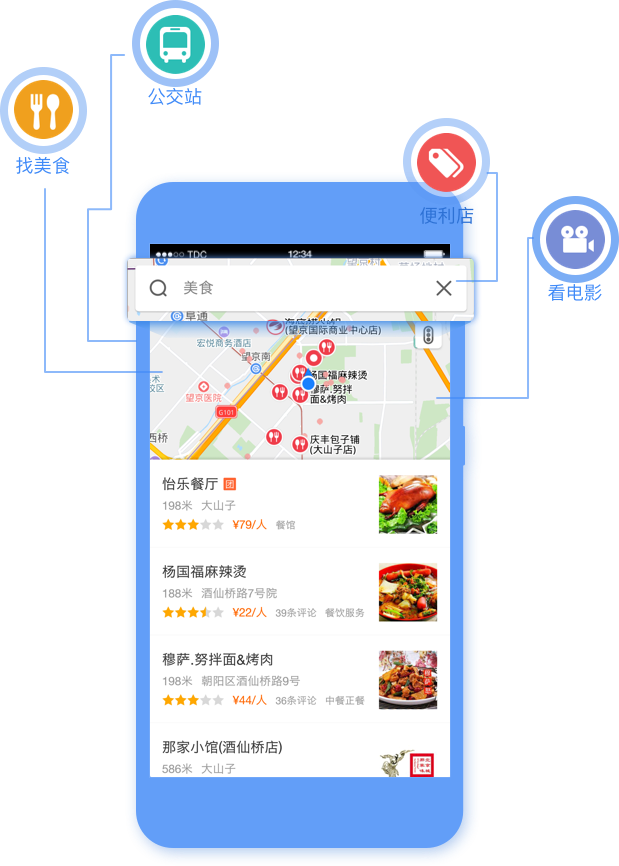 公交站
找美食
便利店
看电影
TDC
12:34
望京村
美食
阜通
海底捞火锅
(望京国际商业中心店)
宏悦商务酒店
望京南
杨国福麻辣烫
术
校区
望京医院
穆萨.努拌
面&烤肉
G101
西桥
庆丰包子铺
(大山子店)
怡乐餐厅 团
198米 大山子
¥79/人 餐馆
杨国福麻辣烫
188米 酒仙桥路7号院
¥22/人 39条评论 餐饮服务
穆萨.努拌面&烤肉
198米 朝阳区酒仙桥路9号
¥44/人 36条评论 中餐正餐
那家小馆(酒仙桥店)
586米 大山子